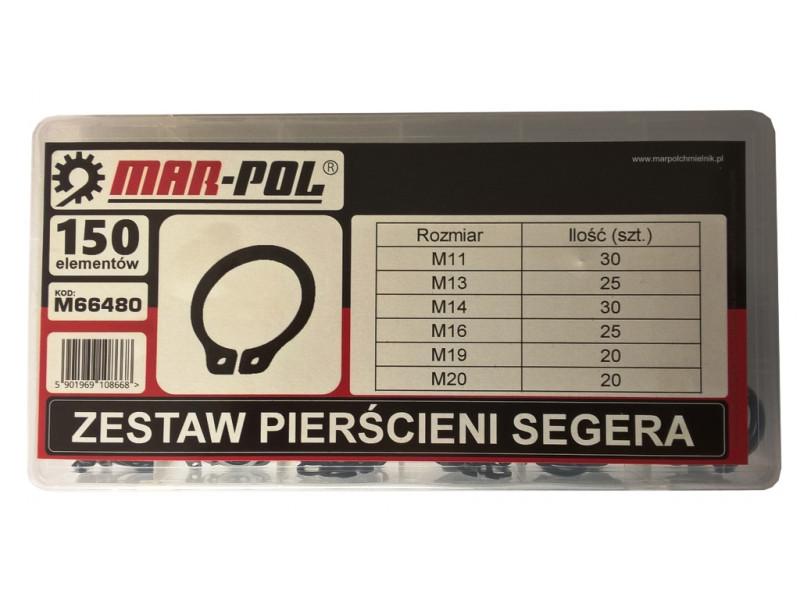 MAR-POL®
www.marpolchmielnik.pl
150
elementów
KOD:
M66480
5 901969 108668 >
Rozmiar Ilość (szt.)
M11 30
M13 25
M14 30
M16 25
M19 20
M20 20
ZESTAW PIERŚCIENI SEGERA